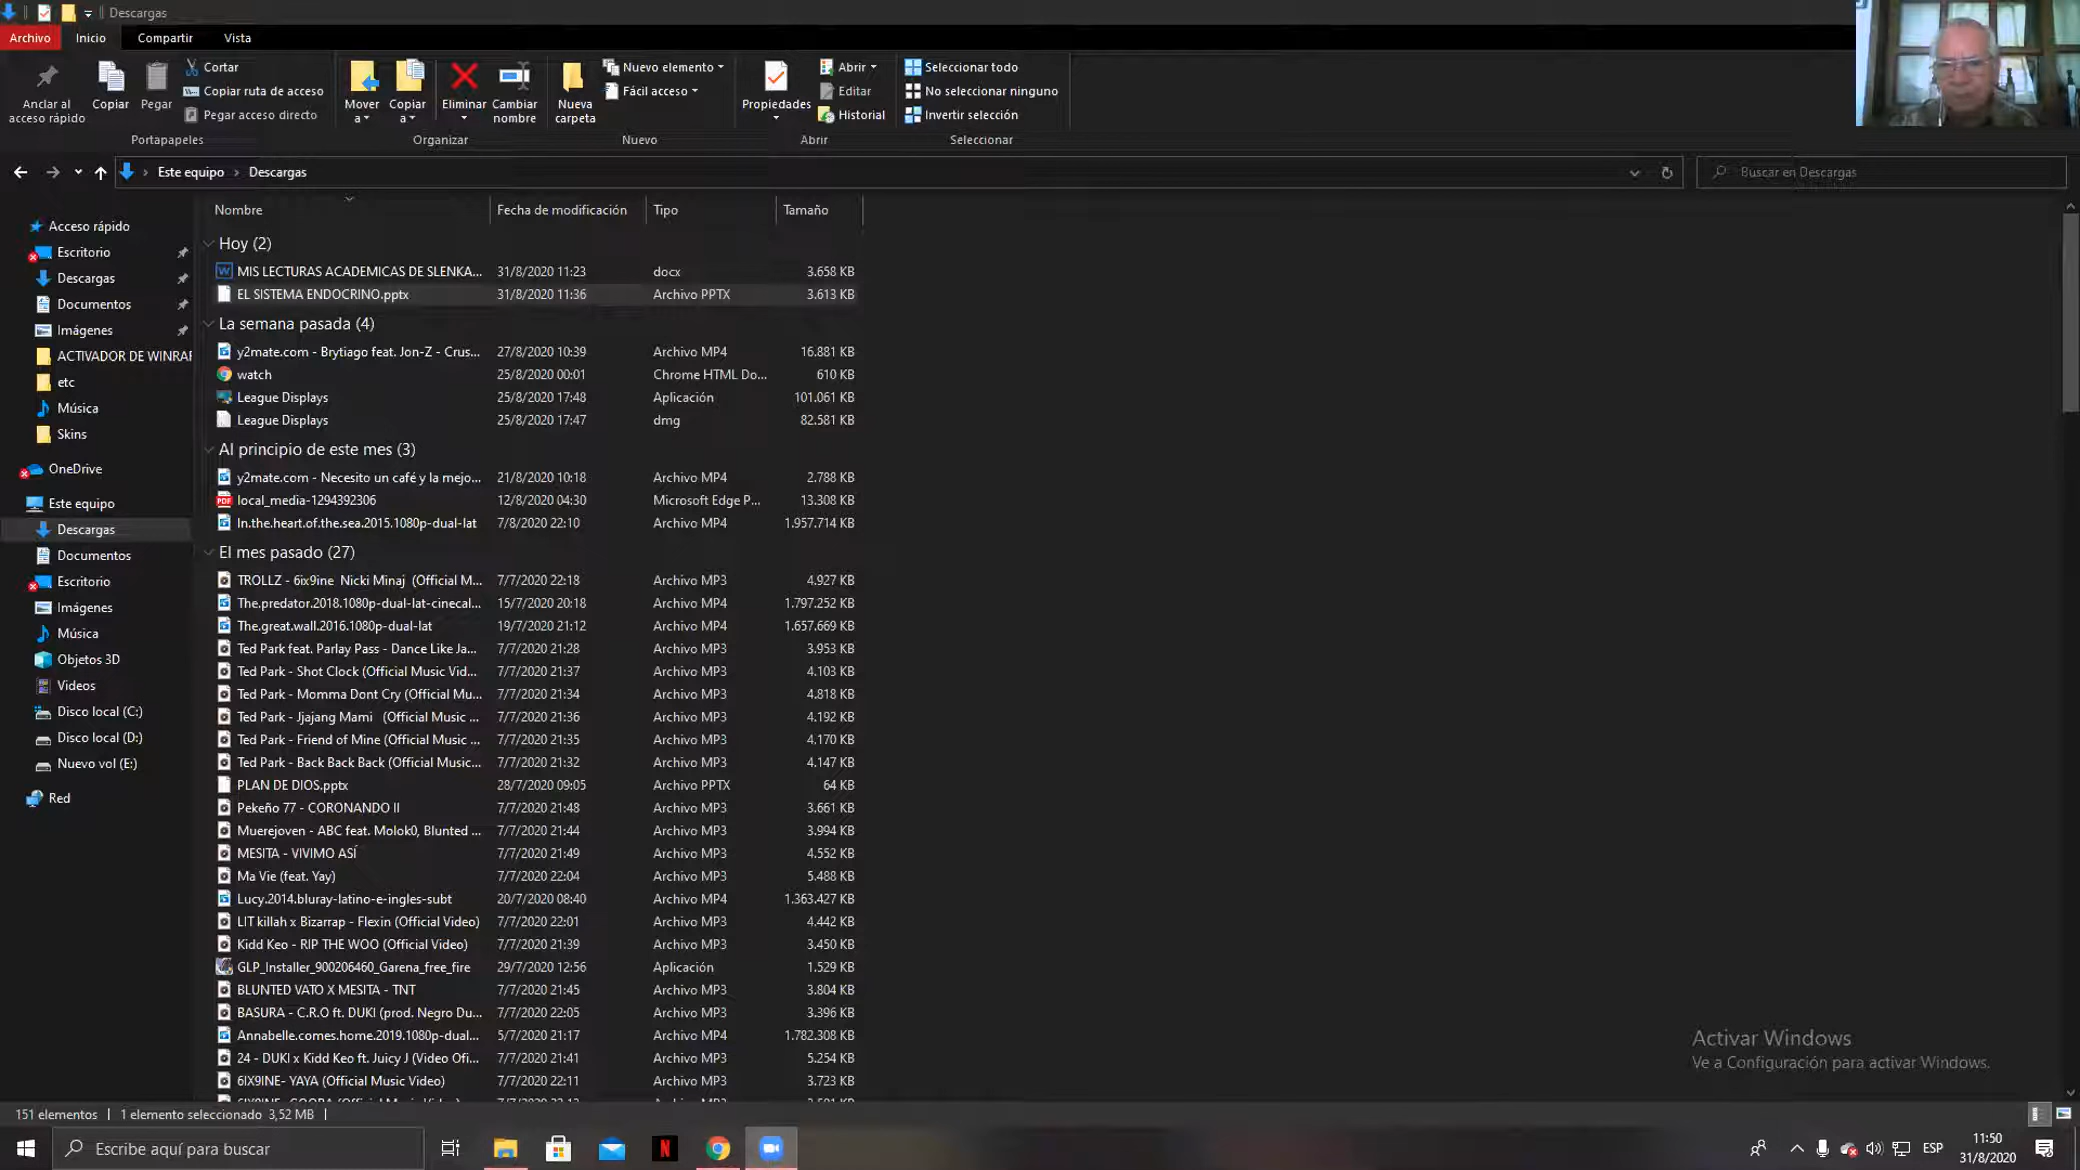 Descargas
Archivo Inicio Compartir Vista
Anclar al acceso rápido
Copiar
Pegar
Cortar
Copiar ruta de acceso
Pegar acceso directo
Portapapeles
Mover a
Copiar a
Eliminar
Cambiar nombre
Organizar
Nueva carpeta
Nuevo elemento
Fácil acceso
Nuevo
Propiedades
Abrir
Editar
Historial
Abrir
Seleccionar todo
No seleccionar ninguno
Invertir selección
Seleccionar
Este equipo › Descargas
Buscar en Descargas
Acceso rápido
Escritorio
Descargas
Documentos
Imágenes
ACTIVADOR DE WINRAR
etc
Música
Skins
OneDrive
Este equipo
Descargas
Documentos
Escritorio
Imágenes
Música
Objetos 3D
Videos
Disco local (C:)
Disco local (D:)
Nuevo vol (E:)
Red
Nombre Fecha de modificación Tipo Tamaño
Hoy (2)
MIS LECTURAS ACADEMICAS DE SLENKA... 31/8/2020 11:23 docx 3.658 KB
EL SISTEMA ENDOCRINO.pptx 31/8/2020 11:36 Archivo PPTX 3.613 KB
La semana pasada (4)
y2mate.com - Brytiago feat. Jon-Z - Crus... 27/8/2020 10:39 Archivo MP4 16.881 KB
watch 25/8/2020 00:01 Chrome HTML Do... 610 KB
League Displays 25/8/2020 17:48 Aplicación 101.061 KB
League Displays 25/8/2020 17:47 dmg 82.581 KB
Al principio de este mes (3)
y2mate.com - Necesito un café y la mejo... 21/8/2020 10:18 Archivo MP4 2.788 KB
local_media-1294392306 12/8/2020 04:30 Microsoft Edge P... 13.308 KB
In.the.heart.of.the.sea.2015.1080p-dual-lat 7/8/2020 22:10 Archivo MP4 1.957.714 KB
El mes pasado (27)
TROLLZ - 6ix9ine Nicki Minaj (Official M... 7/7/2020 22:18 Archivo MP3 4.927 KB
The.predator.2018.1080p-dual-lat-cinecal... 15/7/2020 20:18 Archivo MP4 1.797.252 KB
The.great.wall.2016.1080p-dual-lat 19/7/2020 21:12 Archivo MP4 1.657.669 KB
Ted Park feat. Parlay Pass - Dance Like Ja... 7/7/2020 21:28 Archivo MP3 3.953 KB
Ted Park - Shot Clock (Official Music Vid... 7/7/2020 21:37 Archivo MP3 4.103 KB
Ted Park - Momma Dont Cry (Official Mu... 7/7/2020 21:34 Archivo MP3 4.818 KB
Ted Park - Jjajang Mami (Official Music ... 7/7/2020 21:36 Archivo MP3 4.192 KB
Ted Park - Friend of Mine (Official Music ... 7/7/2020 21:35 Archivo MP3 4.170 KB
Ted Park - Back Back Back (Official Music... 7/7/2020 21:32 Archivo MP3 4.147 KB
PLAN DE DIOS.pptx 28/7/2020 09:05 Archivo PPTX 64 KB
Pekeño 77 - CORONANDO II 7/7/2020 21:48 Archivo MP3 3.661 KB
Muerejoven - ABC feat. Molok0, Blunted ... 7/7/2020 21:44 Archivo MP3 3.994 KB
MESITA - VIVIMO ASÍ 7/7/2020 21:49 Archivo MP3 4.552 KB
Ma Vie (feat. Yay) 7/7/2020 22:04 Archivo MP3 5.488 KB
Lucy.2014.bluray-latino-e-ingles-subt 20/7/2020 08:40 Archivo MP4 1.363.427 KB
LIT killah x Bizarrap - Flexin (Official Video) 7/7/2020 22:01 Archivo MP3 4.442 KB
Kidd Keo - RIP THE WOO (Official Video) 7/7/2020 21:39 Archivo MP3 3.450 KB
GLP_Installer_900206460_Garena_free_fire 29/7/2020 12:56 Aplicación 1.529 KB
BLUNTED VATO X MESITA - TNT 7/7/2020 21:45 Archivo MP3 3.804 KB
BASURA - C.R.O ft. DUKI (prod. Negro Du... 7/7/2020 22:05 Archivo MP3 3.396 KB
Annabelle.comes.home.2019.1080p-dual... 5/7/2020 21:17 Archivo MP4 1.782.308 KB
24 - DUKI x Kidd Keo ft. Juicy J (Video Ofi... 7/7/2020 21:41 Archivo MP3 5.254 KB
6IX9INE- YAYA (Official Music Video) 7/7/2020 22:11 Archivo MP3 3.723 KB
Activar Windows
Ve a Configuración para activar Windows.
151 elementos 1 elemento seleccionado 3,52 MB
Escribe aquí para buscar
ESP
11:50
31/8/2020